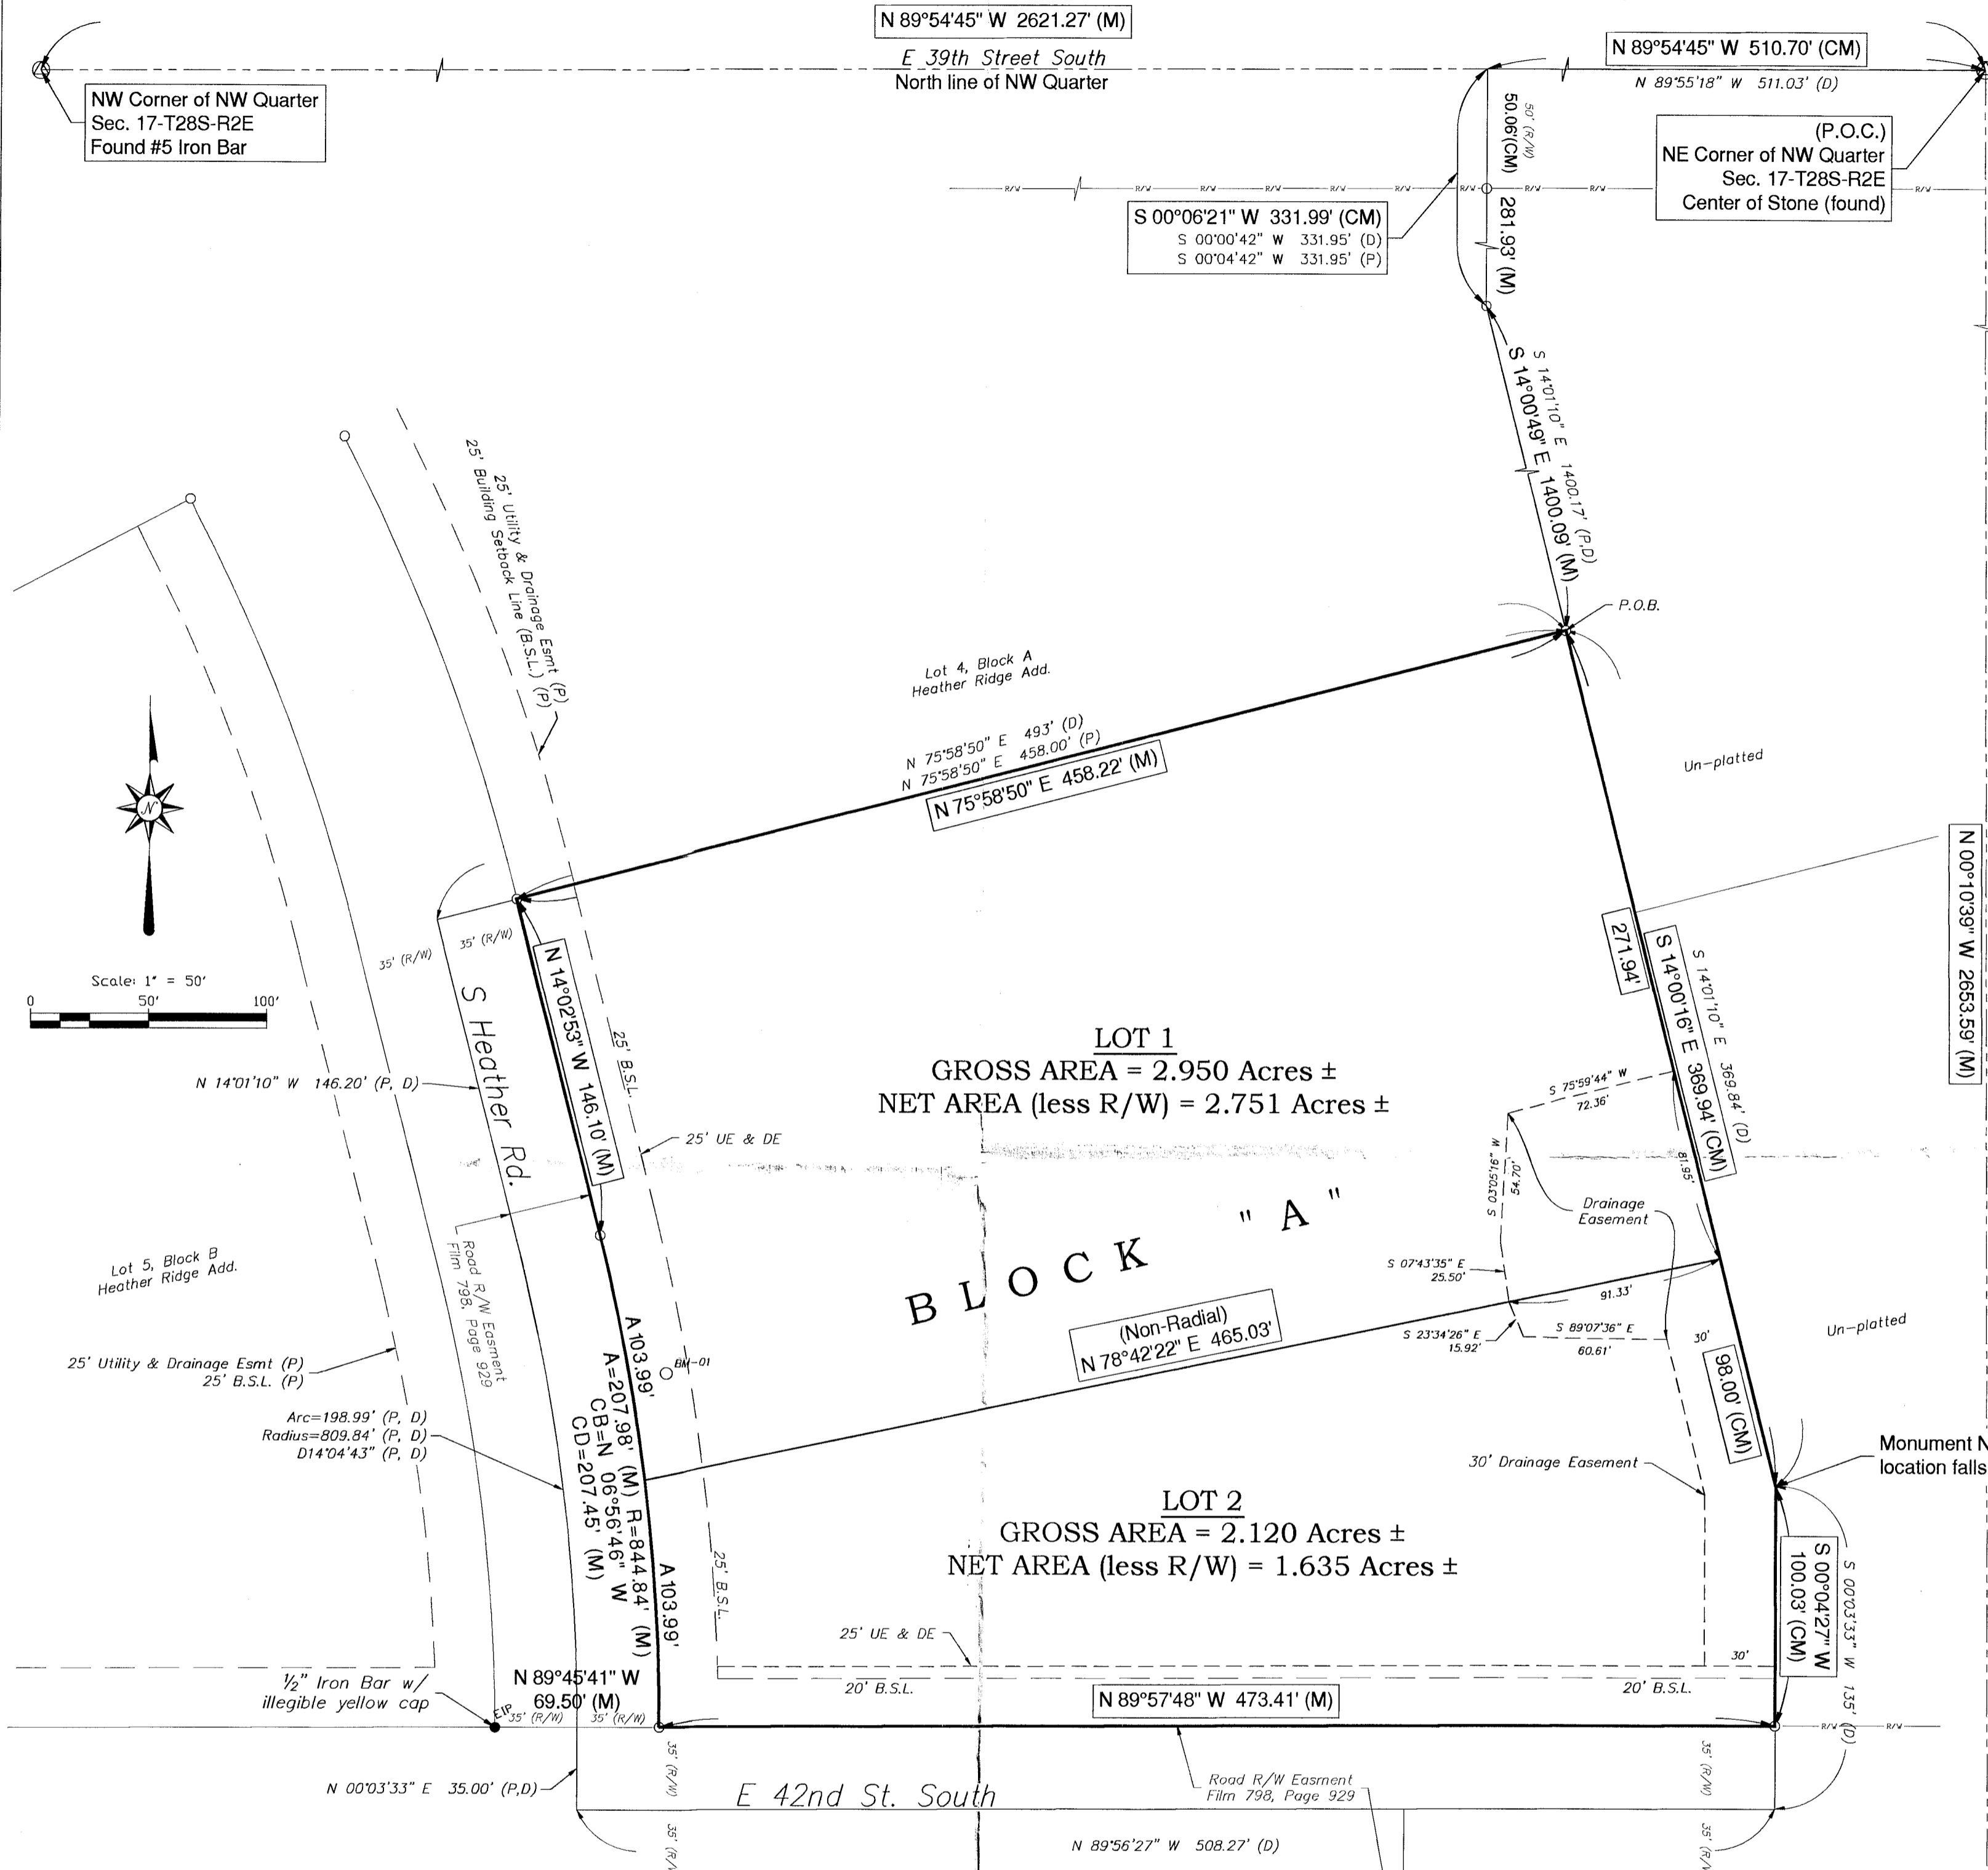 N 89°54'45" W 2621.27' (M)
E 39th Street South
North line of NW Quarter
N 89°54'45" W 510.70' (CM)
N 89°55'18" W 511.03' (D)
NW Corner of NW Quarter
Sec. 17-T28S-R2E
Found #5 Iron Bar
(P.O.C.)
NE Corner of NW Quarter
Sec. 17-T28S-R2E
Center of Stone (found)
50' (R/W)
50.06'(CM)
281.93' (M)
R/W R/W R/W R/W R/W R/W R/W R/W R/W R/W
S 00°06'21" W 331.99' (CM)
S 00°00'42" W 331.95' (D)
S 00°04'42" W 331.95' (P)
S 14°01'10" E 1400.17' (P,D)
S 14°00'49" E 1400.09' (M)
P.O.B.
25' Utility & Drainage Esmt (P)
25' Building Setback Line (B.S.L.) (P)
Lot 4, Block A
Heather Ridge Add.
N 75°58'50" E 493' (D)
N 75°58'50" E 458.00' (P)
N 75°58'50" E 458.22' (M)
Un-platted
N 00°10'39" W 2653.59' (M)
N
Scale: 1" = 50'
0 50' 100'
35' (R/W)
35' (R/W)
S Heather Rd.
N 14°02'53" W 146.10' (M)
N 14°01'10" W 146.20' (P, D)
25' B.S.L.
25' UE & DE
271.94'
S 14°00'16" E 369.94' (CM)
S 14°01'10" E 369.84' (D)
LOT 1
GROSS AREA = 2.950 Acres ±
NET AREA (less R/W) = 2.751 Acres ±
S 75°59'44" W
72.36'
S 03°05'16" W
54.70'
81.95'
Drainage
Easement
BLOCK "A"
S 07°43'35" E
25.50'
91.33'
S 23°34'26" E
15.92'
S 89°07'36" E
60.61'
30'
98.00' (CM)
Un-platted
(Non-Radial)
N 78°42'22" E 465.03'
Lot 5, Block B
Heather Ridge Add.
Road R/W Easment
Film 798, Page 929
25' Utility & Drainage Esmt (P)
25' B.S.L. (P)
Arc=198.99' (P, D)
Radius=809.84' (P, D)
D14°04'43" (P, D)
A 103.99'
BM-01
A=207.98' (M) R=844.84' (M)
CB=N 06°56'46" W
CD=207.45' (M)
A 103.99'
25' B.S.L.
Monument N
location falls
30' Drainage Easement
LOT 2
GROSS AREA = 2.120 Acres ±
NET AREA (less R/W) = 1.635 Acres ±
S 00°04'27" W
100.03' (CM)
S 00°03'33" W 135' (D)
25' UE & DE
30'
20' B.S.L.
20' B.S.L.
½" Iron Bar w/
illegible yellow cap
EIP
N 89°45'41" W
69.50' (M)
35' (R/W) 35' (R/W)
N 89°57'48" W 473.41' (M)
R/W R/W
N 00°03'33" E 35.00' (P,D)
35' (R/W)
E 42nd St. South
Road R/W Easment
Film 798, Page 929
35' (R/W)
N 89°56'27" W 508.27' (D)
35' (R/W
35' (R/W